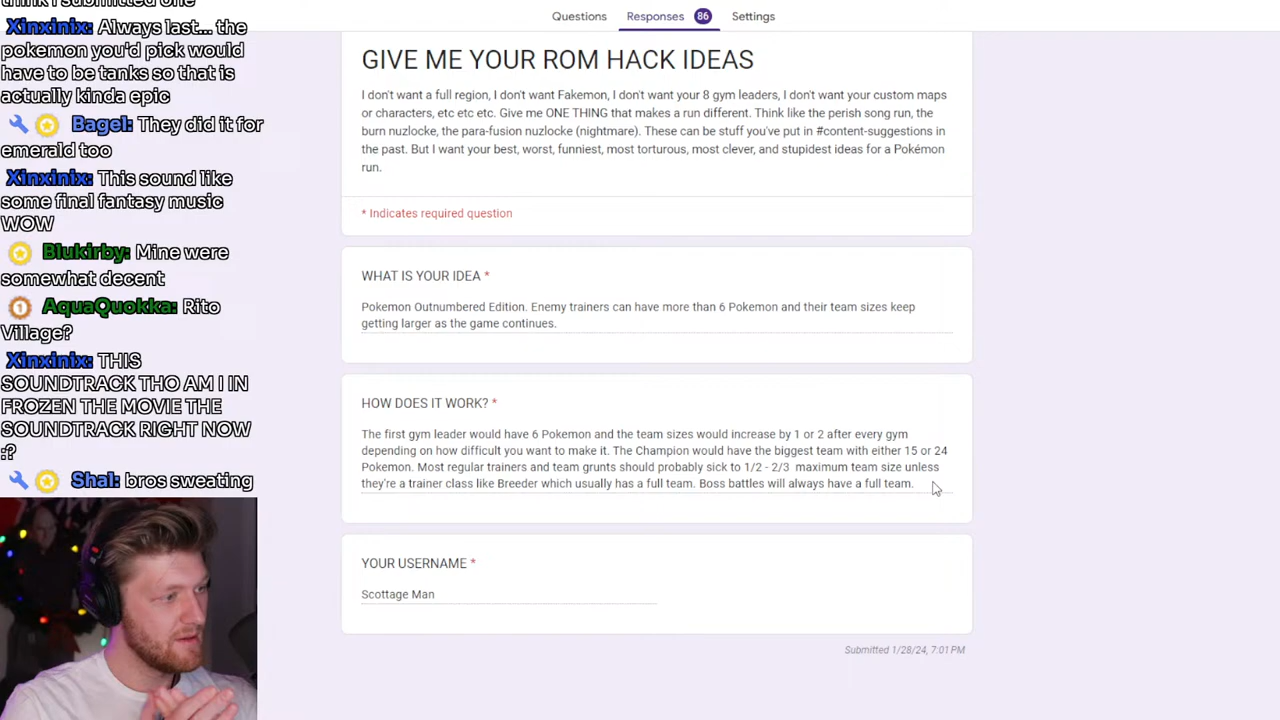 think I submitted one
Xinxinix: Always last... the
pokemon you'd pick would
have to be tanks so that is
actually kinda epic
Bagel: They did it for
emerald too
Xinxinix: This sound like
some final fantasy music
WOW
Blukirby: Mine were
somewhat decent
1 AquaQuokka: Rito
Village?
Xinxinix: THIS
SOUNDTRACK THO AM I IN
FROZEN THE MOVIE THE
SOUNDTRACK RIGHT NOW
:?
Shal: bros sweating
Questions Responses 86 Settings
GIVE ME YOUR ROM HACK IDEAS
I don't want a full region, I don't want Fakemon, I don't want your 8 gym leaders, I don't want your custom maps
or characters, etc etc etc. Give me ONE THING that makes a run different. Think like the perish song run, the
burn nuzlocke, the para-fusion nuzlocke (nightmare). These can be stuff you've put in #content-suggestions in
the past. But I want your best, worst, funniest, most torturous, most clever, and stupidest ideas for a Pokémon
run.
* Indicates required question
WHAT IS YOUR IDEA *
Pokemon Outnumbered Edition. Enemy trainers can have more than 6 Pokemon and their team sizes keep
getting larger as the game continues.
HOW DOES IT WORK? *
The first gym leader would have 6 Pokemon and the team sizes would increase by 1 or 2 after every gym
depending on how difficult you want to make it. The Champion would have the biggest team with either 15 or 24
Pokemon. Most regular trainers and team grunts should probably sick to 1/2 - 2/3 maximum team size unless
they're a trainer class like Breeder which usually has a full team. Boss battles will always have a full team.
YOUR USERNAME *
Scottage Man
Submitted 1/28/24, 7:01 PM